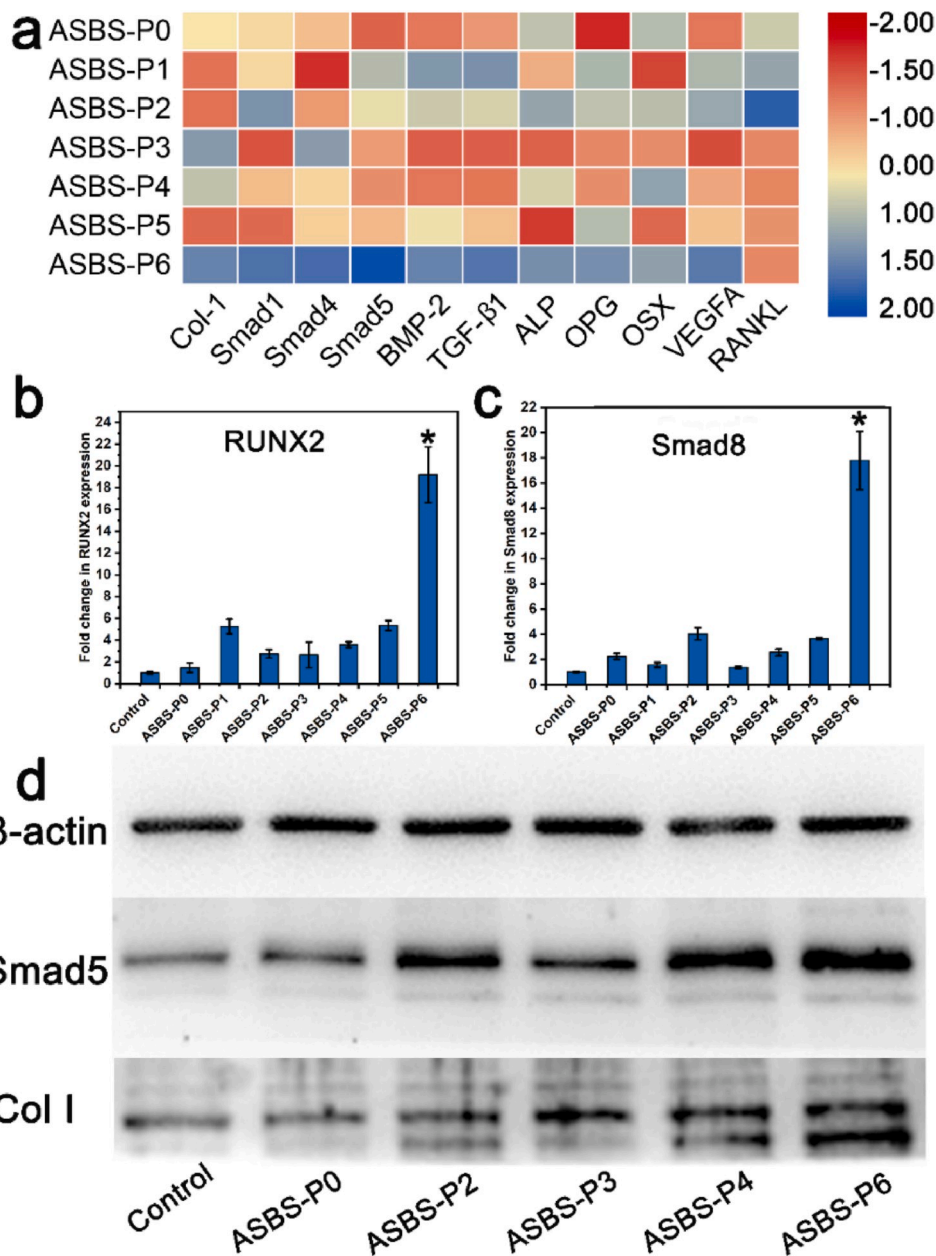 a
ASBS-P0
ASBS-P1
ASBS-P2
ASBS-P3
ASBS-P4
ASBS-P5
ASBS-P6
Col-1 Smad1 Smad4 Smad5 BMP-2 TGF-β1 ALP OPG OSX VEGFA RANKL
-2.00
-1.50
-1.00
0.00
1.00
1.50
2.00
b
RUNX2
*
Fold change in RUNX2 expression
24
22
20
18
16
14
12
10
8
6
4
2
0
Control ASBS-P0 ASBS-P1 ASBS-P2 ASBS-P3 ASBS-P4 ASBS-P5 ASBS-P6
c
Smad8
*
Fold change in Smad8 expression
22
20
18
16
14
12
10
8
6
4
2
0
Control ASBS-P0 ASBS-P1 ASBS-P2 ASBS-P3 ASBS-P4 ASBS-P5 ASBS-P6
d
β-actin
Smad5
Col I
Control ASBS-P0 ASBS-P2 ASBS-P3 ASBS-P4 ASBS-P6